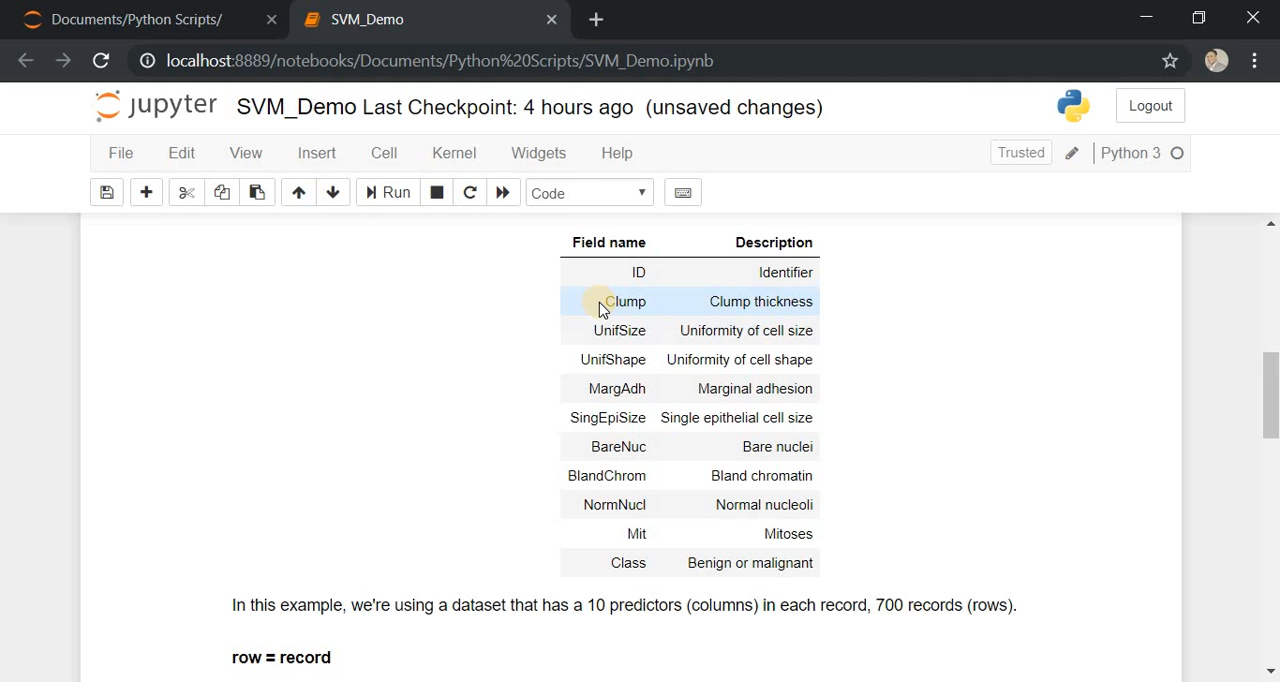 Documents/Python Scripts/
SVM_Demo
localhost:8889/notebooks/Documents/Python%20Scripts/SVM_Demo.ipynb
jupyter SVM_Demo Last Checkpoint: 4 hours ago (unsaved changes) Logout
File Edit View Insert Cell Kernel Widgets Help Trusted Python 3
Run Code
Field name Description
ID Identifier
Clump Clump thickness
UnifSize Uniformity of cell size
UnifShape Uniformity of cell shape
MargAdh Marginal adhesion
SingEpiSize Single epithelial cell size
BareNuc Bare nuclei
BlandChrom Bland chromatin
NormNucl Normal nucleoli
Mit Mitoses
Class Benign or malignant
In this example, we're using a dataset that has a 10 predictors (columns) in each record, 700 records (rows).
row = record